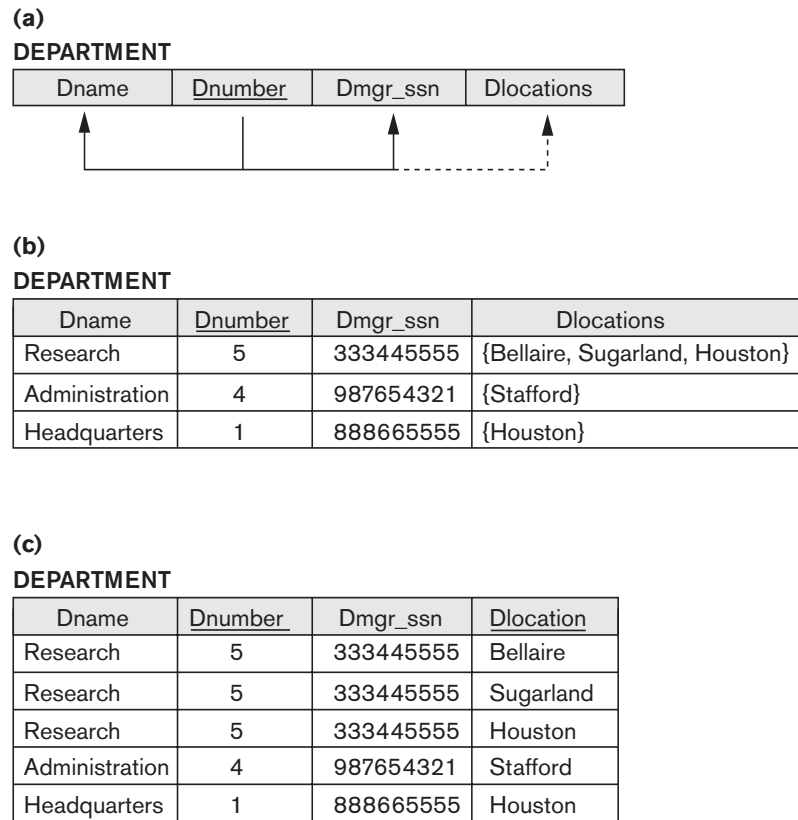 (a)
DEPARTMENT
Dname Dnumber Dmgr_ssn Dlocations
(b)
DEPARTMENT
Dname Dnumber Dmgr_ssn Dlocations
Research 5 333445555 {Bellaire, Sugarland, Houston}
Administration 4 987654321 {Stafford}
Headquarters 1 888665555 {Houston}
(c)
DEPARTMENT
Dname Dnumber Dmgr_ssn Dlocation
Research 5 333445555 Bellaire
Research 5 333445555 Sugarland
Research 5 333445555 Houston
Administration 4 987654321 Stafford
Headquarters 1 888665555 Houston